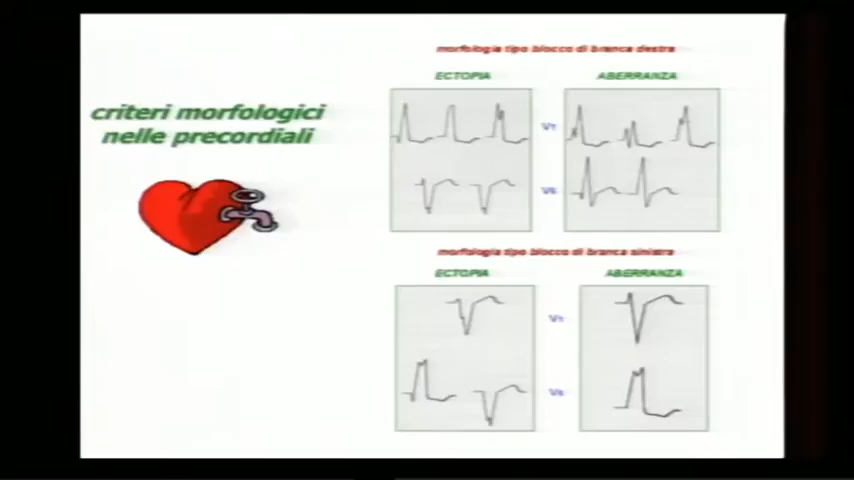 morfologia tipo blocco di branca destra
ECTOPIA
ABERRANZA
criteri morfologici
nelle precordiali
V1
V6
morfologia tipo blocco di branca sinistra
ECTOPIA
ABERRANZA
V1
V6